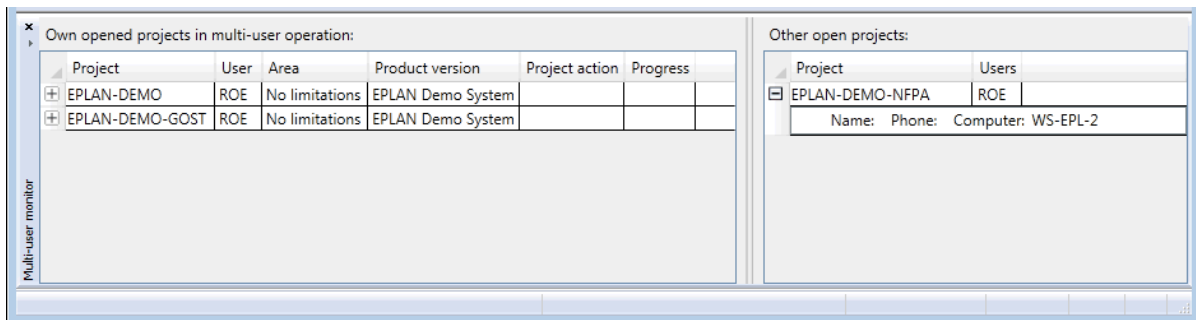 Own opened projects in multi-user operation:
Project User Area Product version Project action Progress
EPLAN-DEMO ROE No limitations EPLAN Demo System
EPLAN-DEMO-GOST ROE No limitations EPLAN Demo System
Other open projects:
Project Users
EPLAN-DEMO-NFPA ROE
Name: Phone: Computer: WS-EPL-2
Multi-user monitor